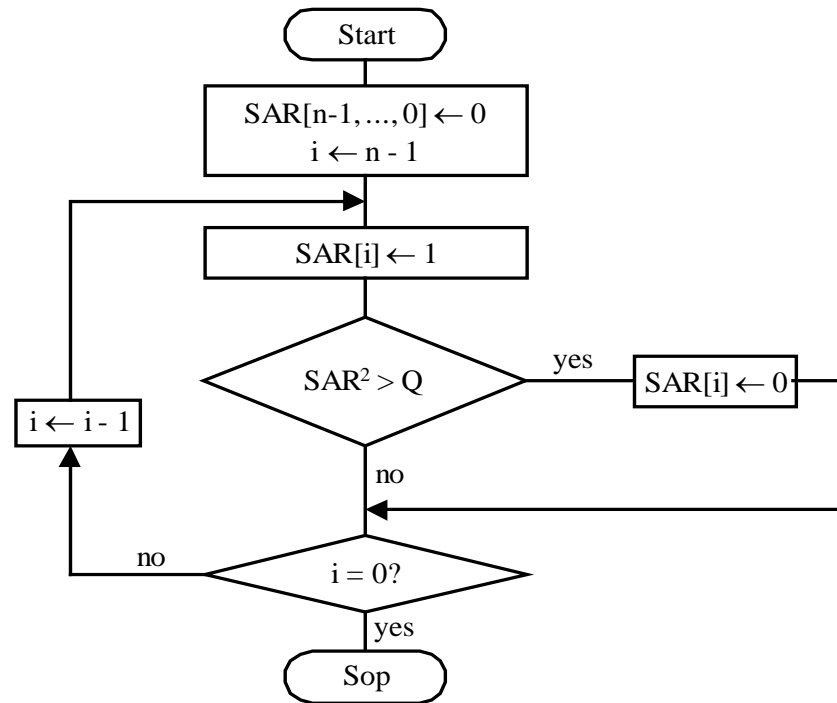 Start
SAR[n-1, ..., 0] ← 0
i ← n - 1
SAR[i] ← 1
SAR² > Q
yes
SAR[i] ← 0
i ← i - 1
no
no
i = 0?
yes
Sop